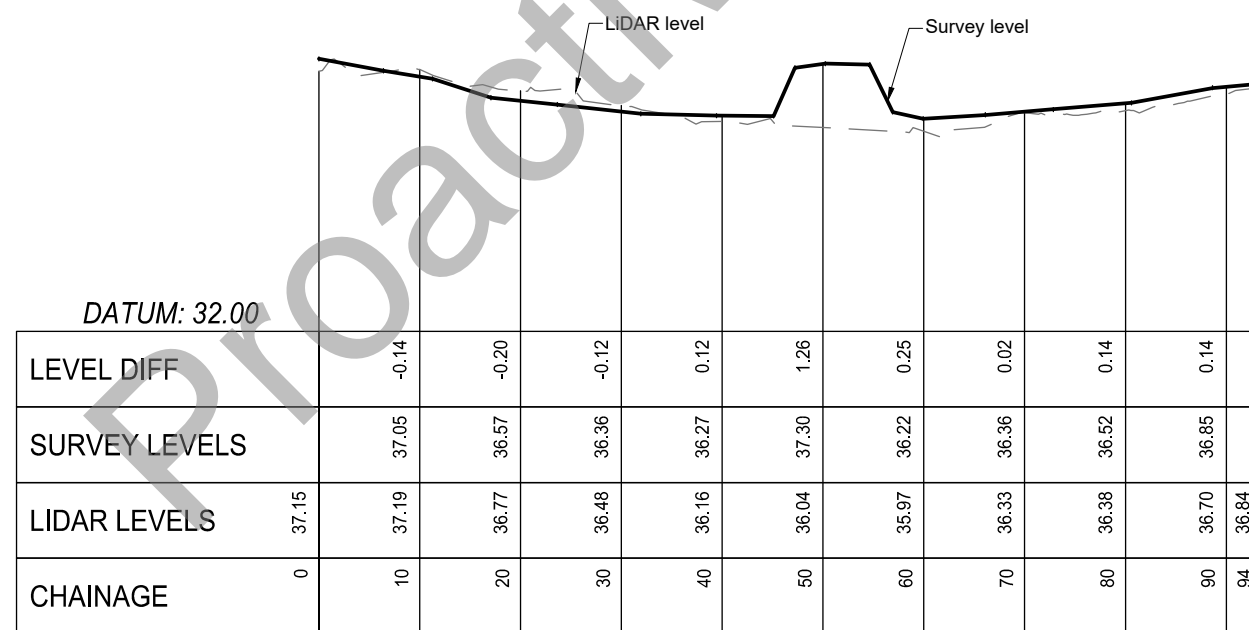 LiDAR level
Survey level
DATUM: 32.00
LEVEL DIFF -0.14 -0.20 -0.12 0.12 1.26 0.25 0.02 0.14 0.14
SURVEY LEVELS 37.05 36.57 36.36 36.27 37.30 36.22 36.36 36.52 36.85
LIDAR LEVELS 37.15 37.19 36.77 36.48 36.16 36.04 35.97 36.33 36.38 36.70 36.84
CHAINAGE 0 10 20 30 40 50 60 70 80 90 94